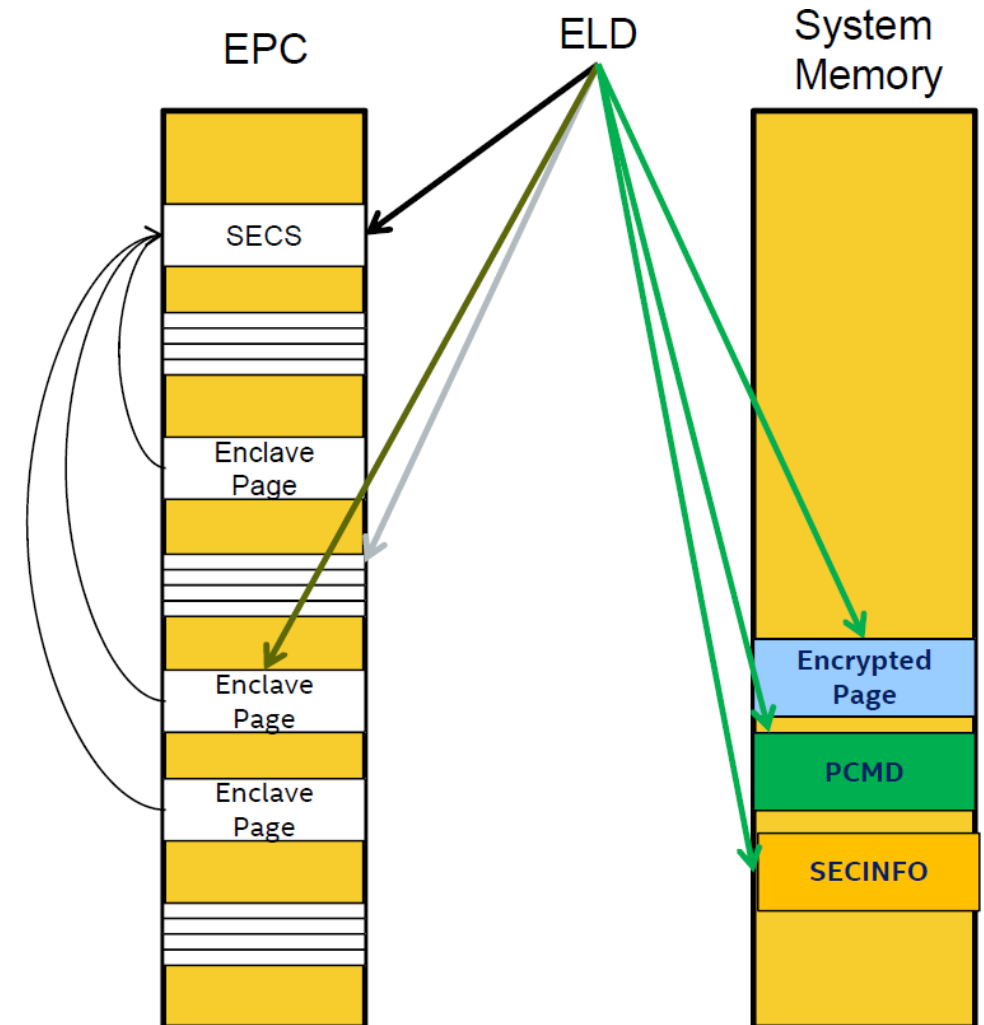 EPC
ELD
System
Memory
SECS
Enclave
Page
Enclave
Page
Enclave
Page
Encrypted
Page
PCMD
SECINFO